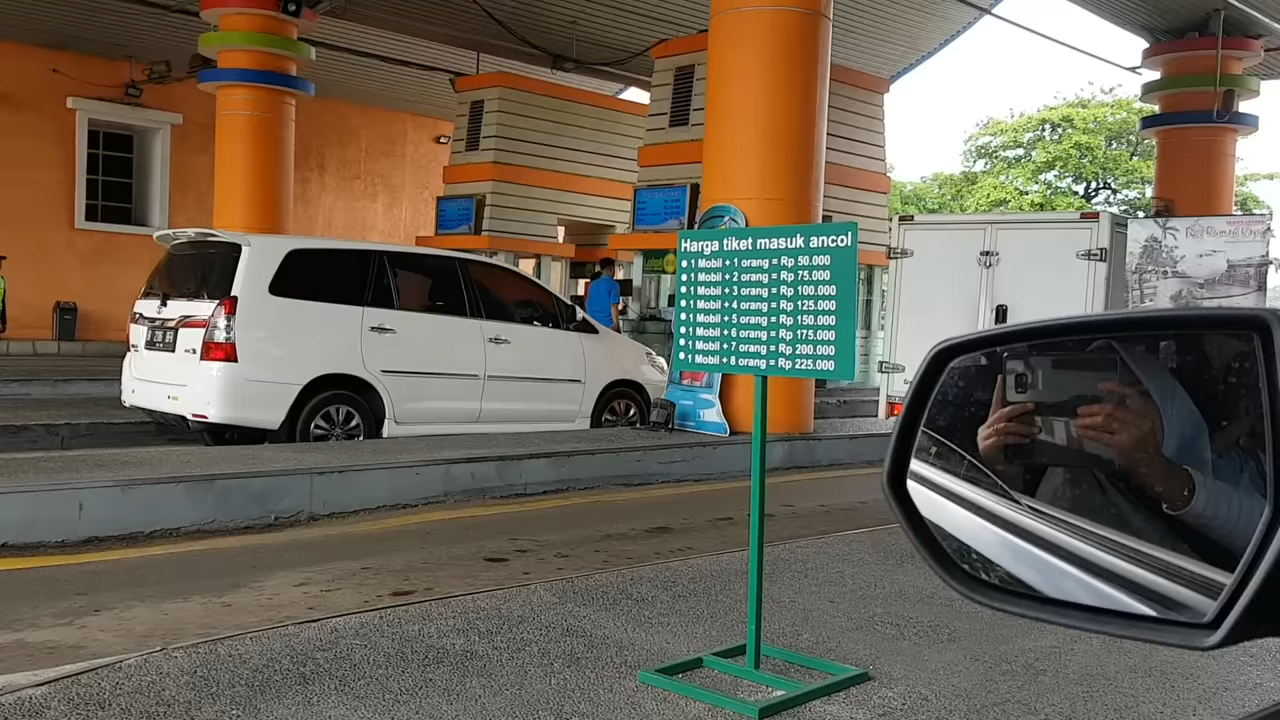 Harga tiket masuk ancol
1 Mobil + 1 orang = Rp 50.000
1 Mobil + 2 orang = Rp 75.000
1 Mobil + 3 orang = Rp 100.000
1 Mobil + 4 orang = Rp 125.000
1 Mobil + 5 orang = Rp 150.000
1 Mobil + 6 orang = Rp 175.000
1 Mobil + 7 orang = Rp 200.000
1 Mobil + 8 orang = Rp 225.000